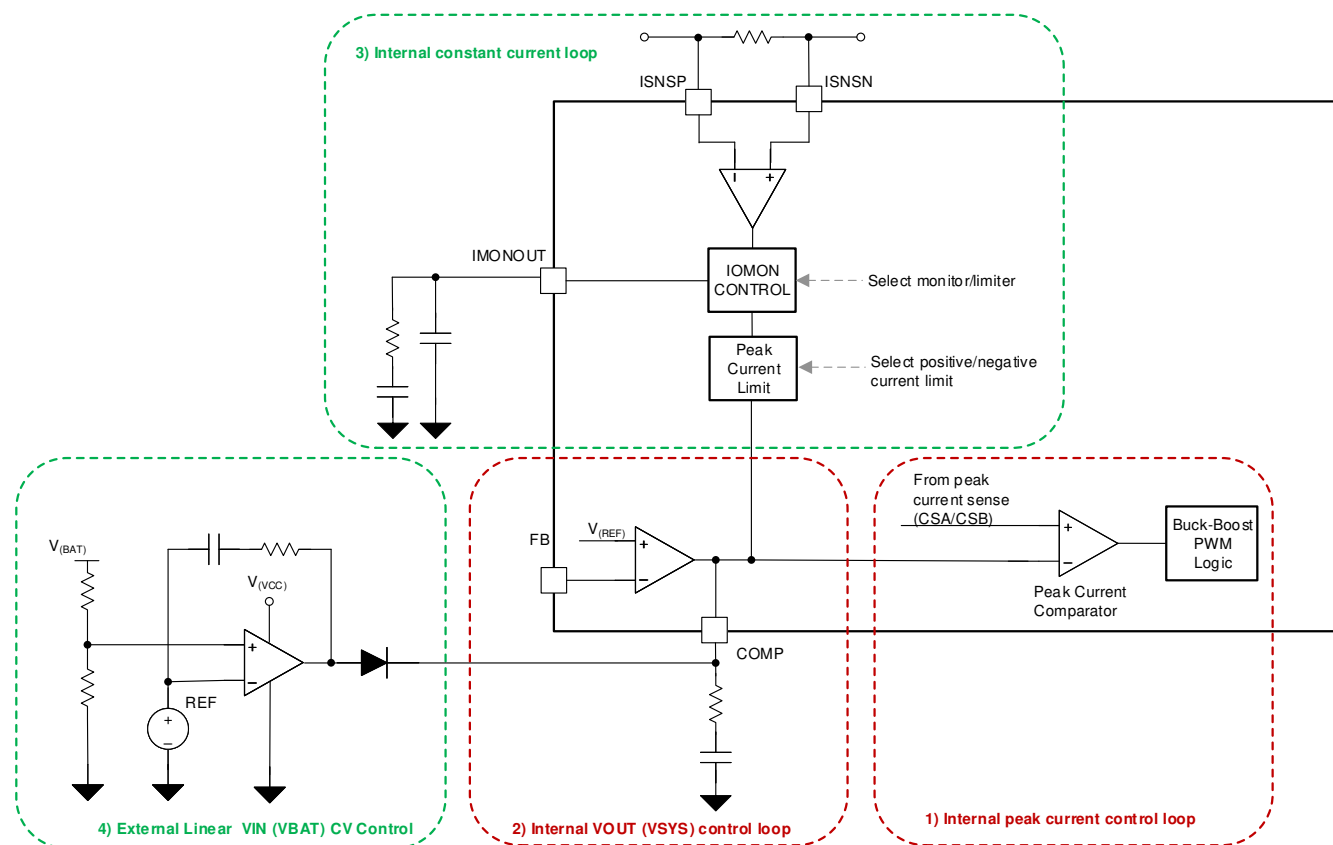 3) Internal constant current loop
ISNSP
ISNSN
- +
IMONOUT
IOMON
CONTROL
Select monitor/limiter
Peak
Current
Limit
Select positive/negative
current limit
From peak
current sense
(CSA/CSB)
V(BAT)
V(VCC)
FB
V(REF)
+
-
+
-
Peak Current
Comparator
Buck-Boost
PWM
Logic
COMP
+
-
REF
+
-
4) External Linear VIN (VBAT) CV Control
2) Internal VOUT (VSYS) control loop
1) Internal peak current control loop